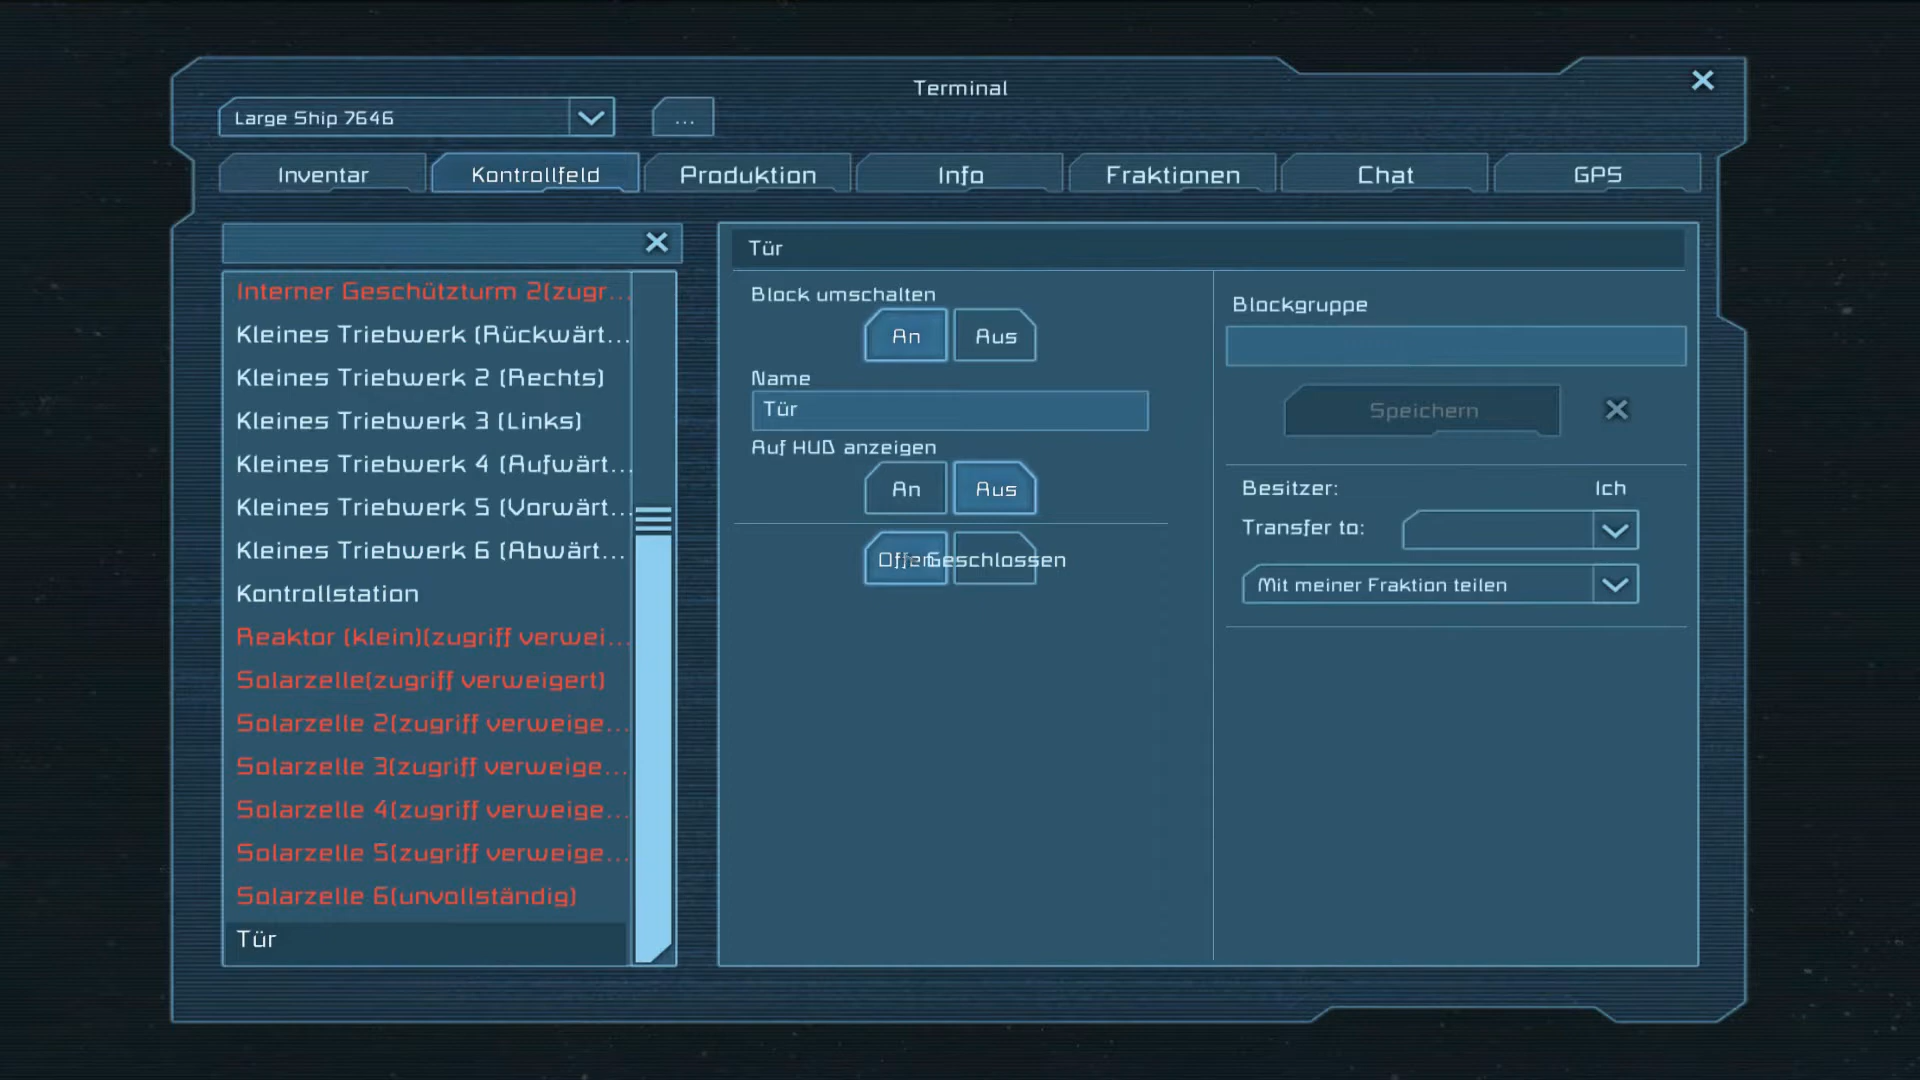 Terminal
Large Ship 7646
...
Inventar
Kontrollfeld
Produktion
Info
Fraktionen
Chat
GPS
Interner Geschützturm 2(zugr...
Kleines Triebwerk (Rückwärt...
Kleines Triebwerk 2 (Rechts)
Kleines Triebwerk 3 (Links)
Kleines Triebwerk 4 (Aufwärt...
Kleines Triebwerk 5 (Vorwärt...
Kleines Triebwerk 6 (Abwärt...
Kontrollstation
Reaktor (klein)(zugriff verwei...
Solarzelle(zugriff verweigert)
Solarzelle 2(zugriff verweige...
Solarzelle 3(zugriff verweige...
Solarzelle 4(zugriff verweige...
Solarzelle 5(zugriff verweige...
Solarzelle 6(unvollständig)
Tür
Tür
Block umschalten
An Aus
Name
Tür
Auf HUD anzeigen
An Aus
Offen Geschlossen
Blockgruppe
Speichern
Besitzer: Ich
Transfer to:
Mit meiner Fraktion teilen